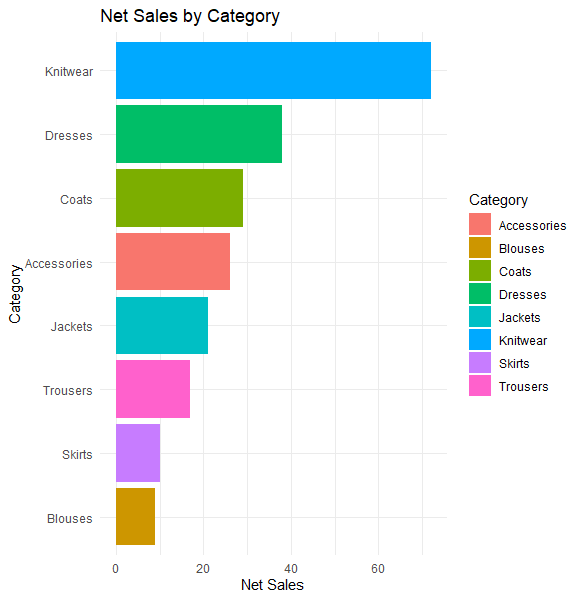 Net Sales by Category
Knitwear
Dresses
Coats
Accessories
Jackets
Trousers
Skirts
Blouses
Category
0 20 40 60
Net Sales
Category
Accessories
Blouses
Coats
Dresses
Jackets
Knitwear
Skirts
Trousers